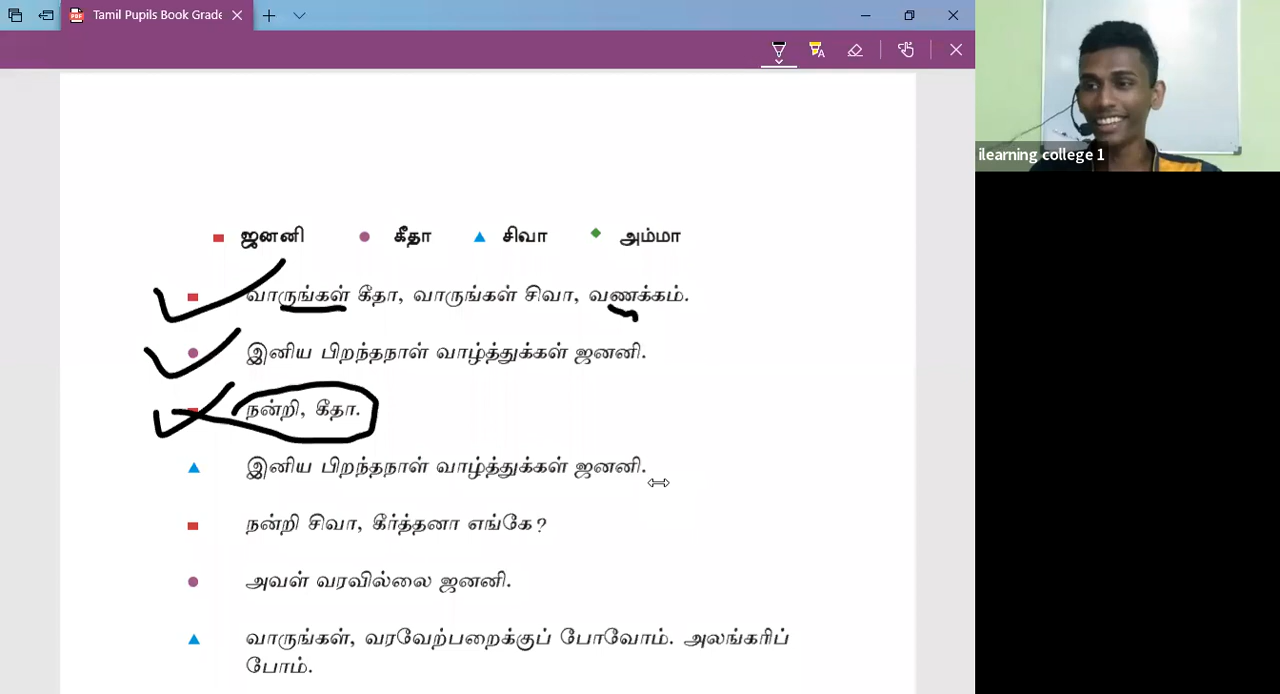 Tamil Pupils Book Grade
ilearning college 1
ஜனனி கீதா சிவா அம்மா
வாருங்கள் கீதா, வாருங்கள் சிவா, வணக்கம்.
இனிய பிறந்தநாள் வாழ்த்துக்கள் ஜனனி.
நன்றி, கீதா.
இனிய பிறந்தநாள் வாழ்த்துக்கள் ஜனனி.
நன்றி சிவா, கீர்த்தனா எங்கே?
அவள் வரவில்லை ஜனனி.
வாருங்கள், வரவேற்பறைக்குப் போவோம். அலங்கரிப்
போம்.